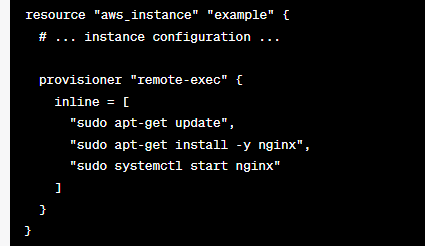 resource "aws_instance" "example" {
  # ... instance configuration ...
  provisioner "remote-exec" {
    inline = [
      "sudo apt-get update",
      "sudo apt-get install -y nginx",
      "sudo systemctl start nginx"
    ]
  }
}